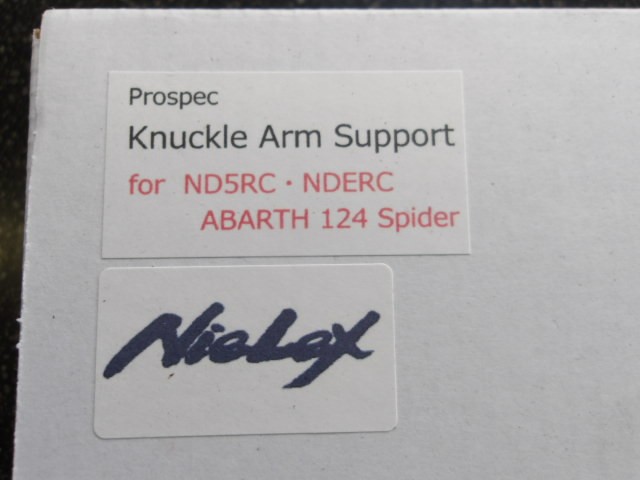 Prospec
Knuckle Arm Support
for ND5RC・NDERC
ABARTH 124 Spider
NieLex